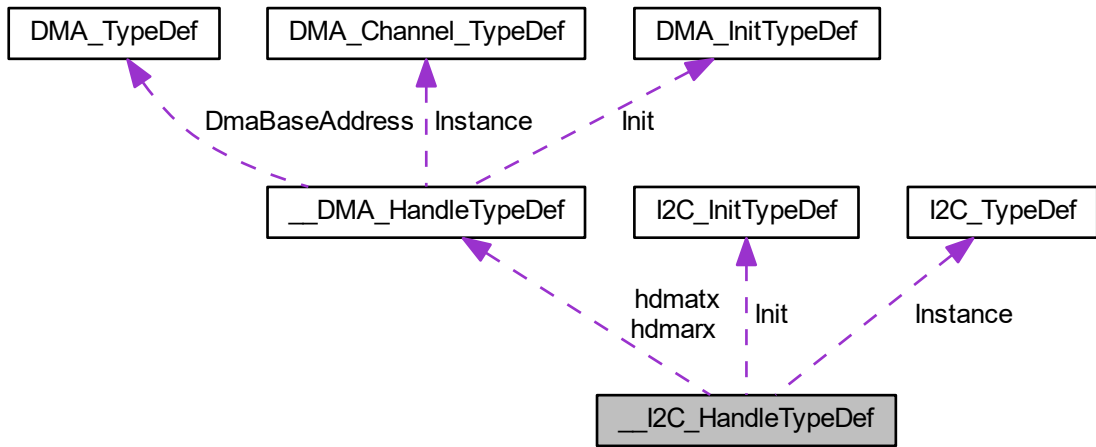 DMA_TypeDef
DMA_Channel_TypeDef
DMA_InitTypeDef
DmaBaseAddress
Instance
Init
__DMA_HandleTypeDef
I2C_InitTypeDef
I2C_TypeDef
hdmatx
hdmarx
Init
Instance
__I2C_HandleTypeDef